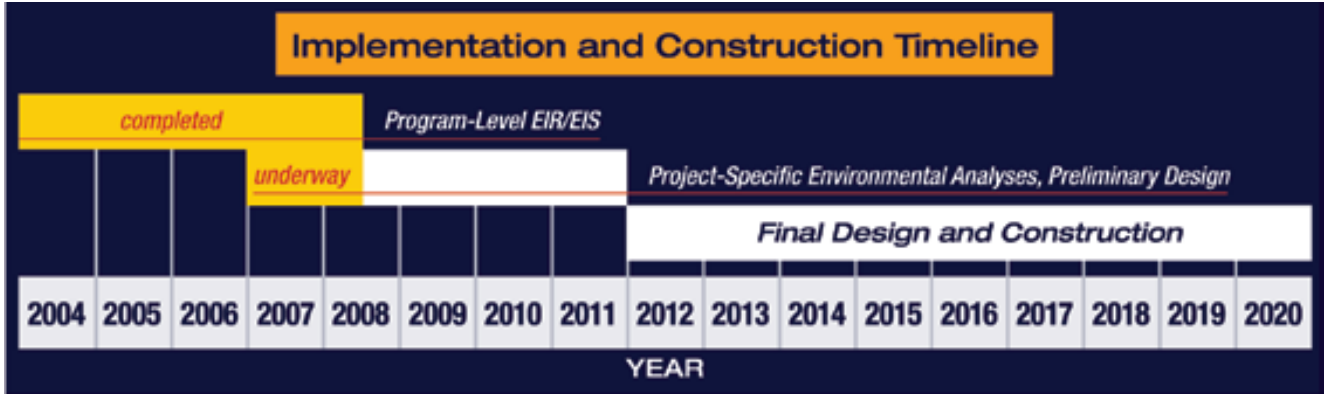 Implementation and Construction Timeline
completed Program-Level EIR/EIS
underway Project-Specific Environmental Analyses, Preliminary Design
Final Design and Construction
2004 2005 2006 2007 2008 2009 2010 2011 2012 2013 2014 2015 2016 2017 2018 2019 2020
YEAR